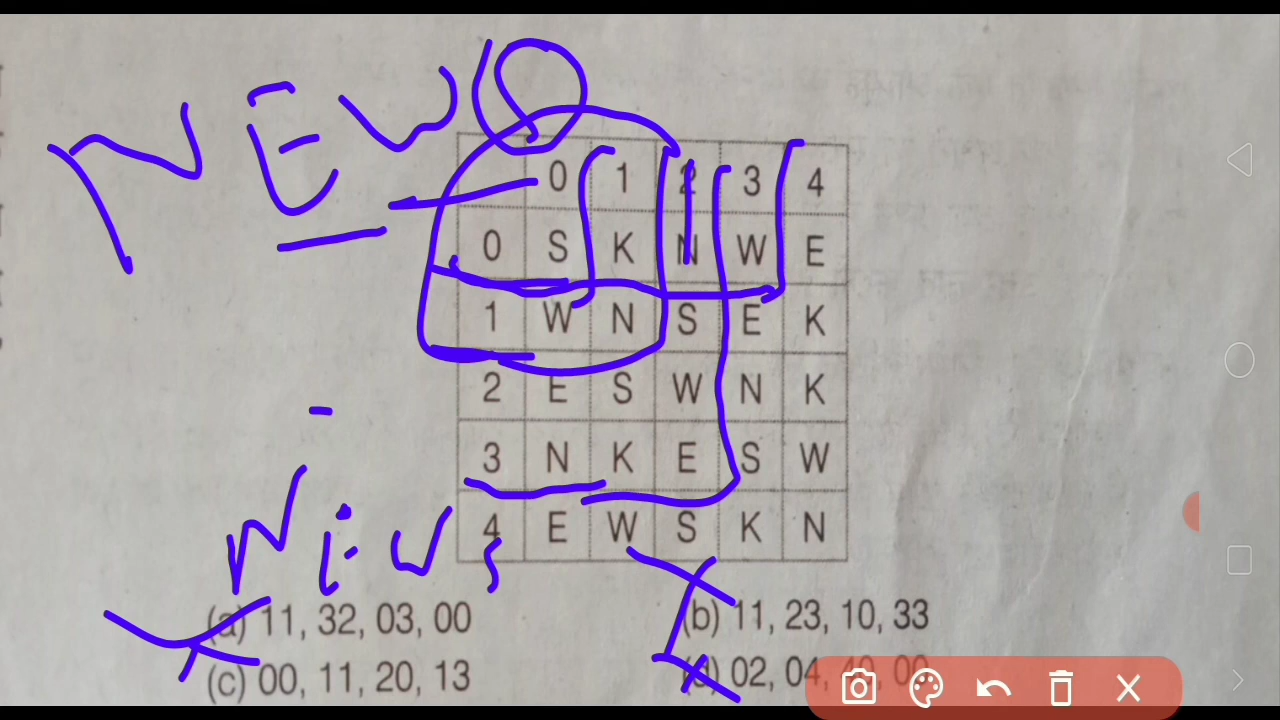 NEWS
0 1 2 3 4
0 S K N W E
1 W N S E K
2 E S W N K
3 N K E S W
4 E W S K N
(a) 11, 32, 03, 00
(b) 11, 23, 10, 33
(c) 00, 11, 20, 13
02, 04,